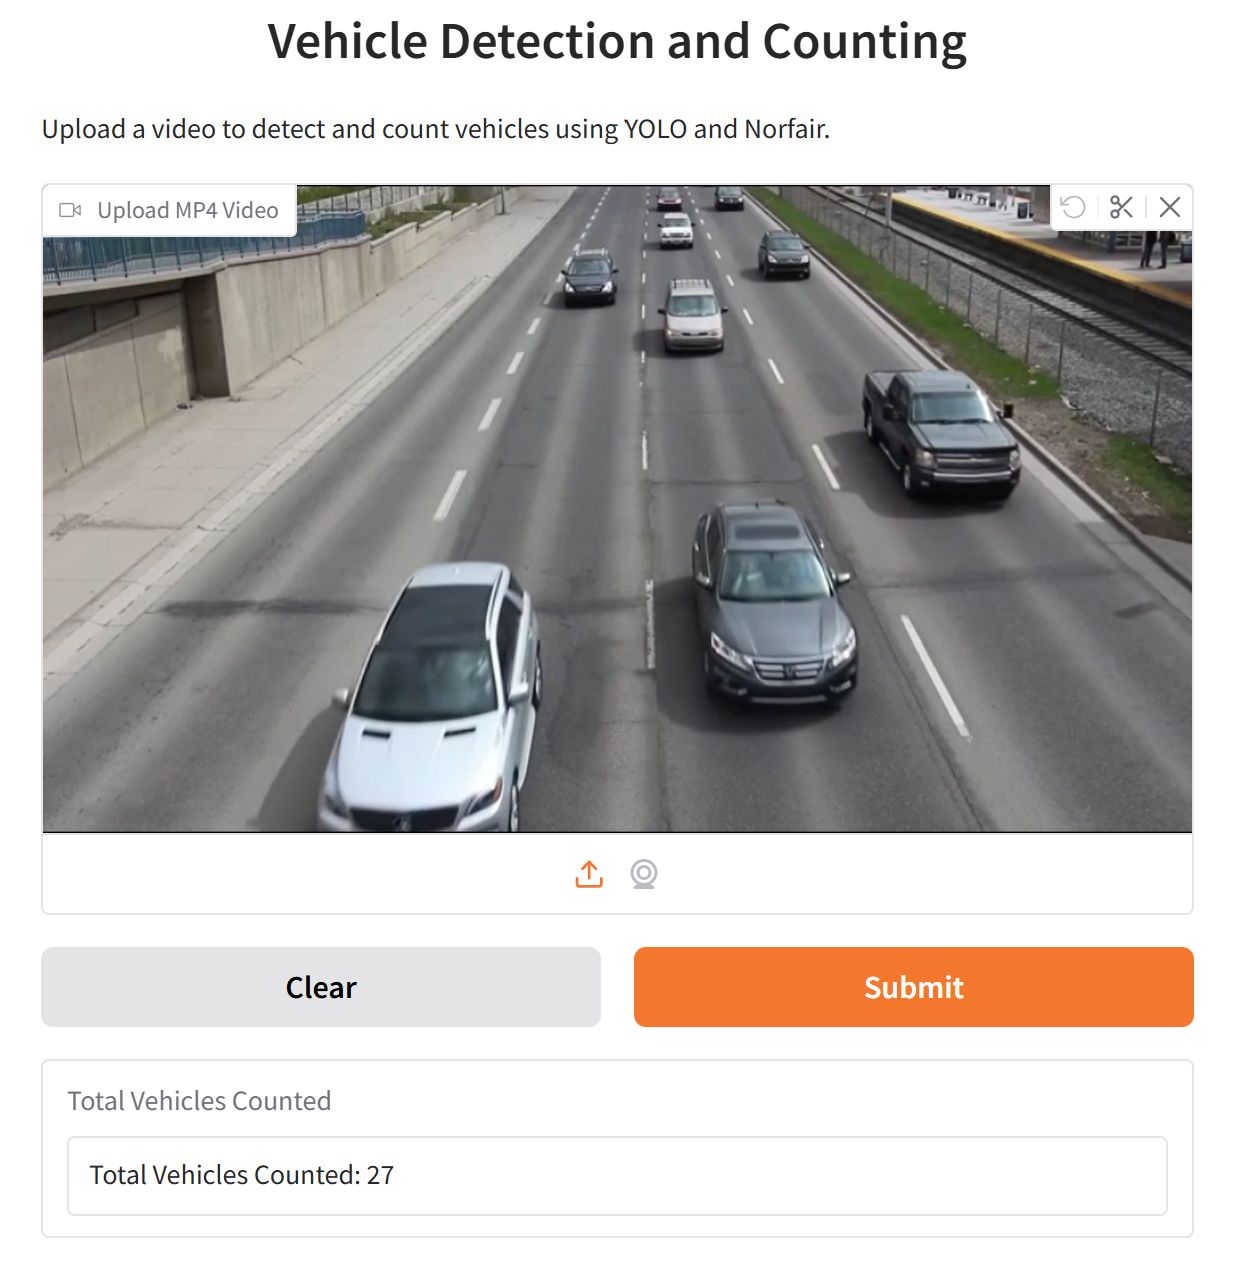 Vehicle Detection and Counting
Upload a video to detect and count vehicles using YOLO and Norfair.
Upload MP4 Video
Clear
Submit
Total Vehicles Counted
Total Vehicles Counted: 27